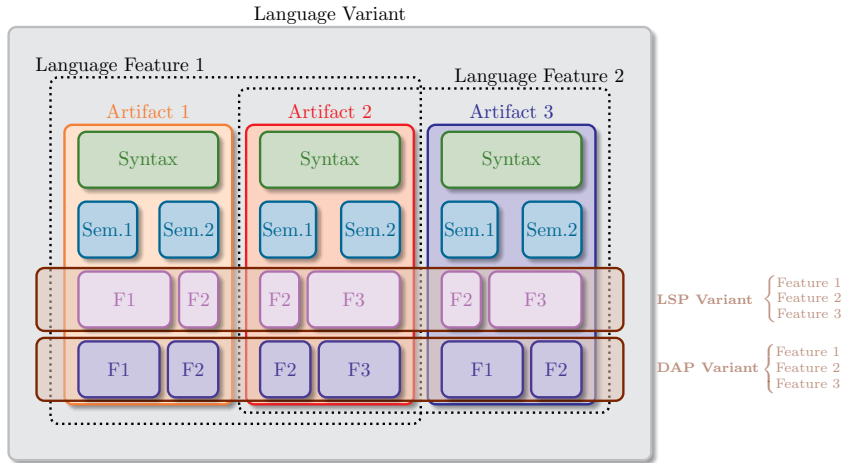 Language Variant
Language Feature 1
Language Feature 2
Artifact 1 Artifact 2 Artifact 3
Syntax Syntax Syntax
Sem.1 Sem.2 Sem.1 Sem.2 Sem.1 Sem.2
F1 F2 F2 F3 F2 F3
LSP Variant
Feature 1
Feature 2
Feature 3
F1 F2 F2 F3 F1 F2
DAP Variant
Feature 1
Feature 2
Feature 3